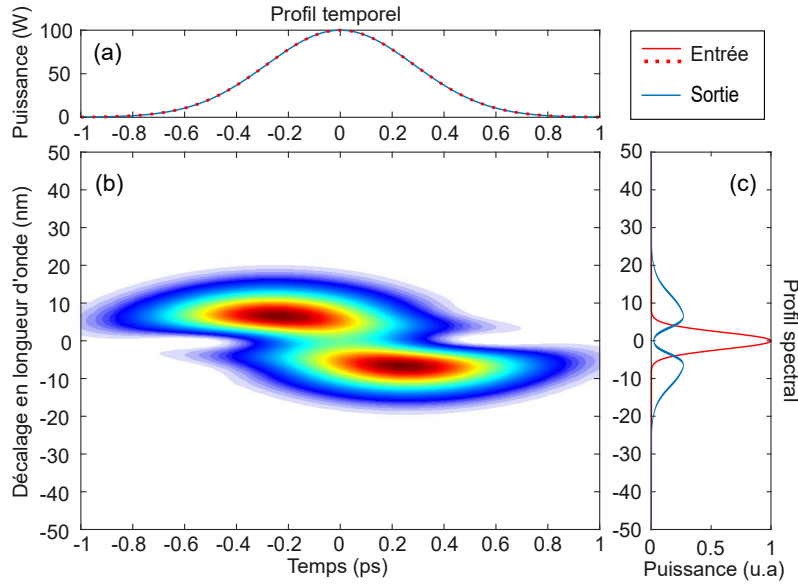 Profil temporel
Puissance (W)
100
50
0
(a)
-1 -0.8 -0.6 -0.4 -0.2 0 0.2 0.4 0.6 0.8 1
Entrée
Sortie
Décalage en longueur d'onde (nm)
50
40
30
20
10
0
-10
-20
-30
-40
-50
(b)
-1 -0.8 -0.6 -0.4 -0.2 0 0.2 0.4 0.6 0.8 1
Temps (ps)
50
40
30
20
10
0
-10
-20
-30
-40
-50
(c)
0 0.5 1
Puissance (u.a)
Profil spectral